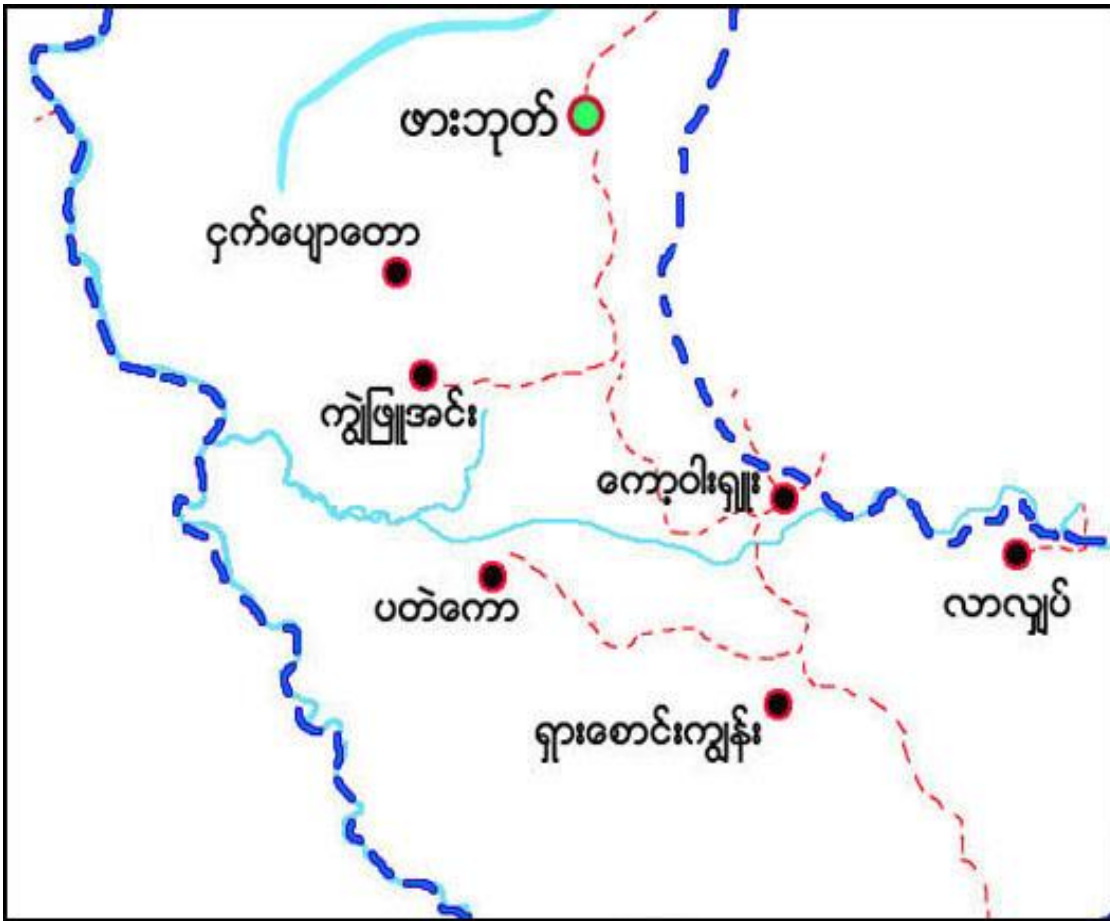 ဖားဘုတ်
ငှက်ပျောတော
ကျွဲဖြူအင်း
ကော့ဝါးရှူး
ပတဲကော
လာလျှပ်
ရှားစောင်းကျွန်း